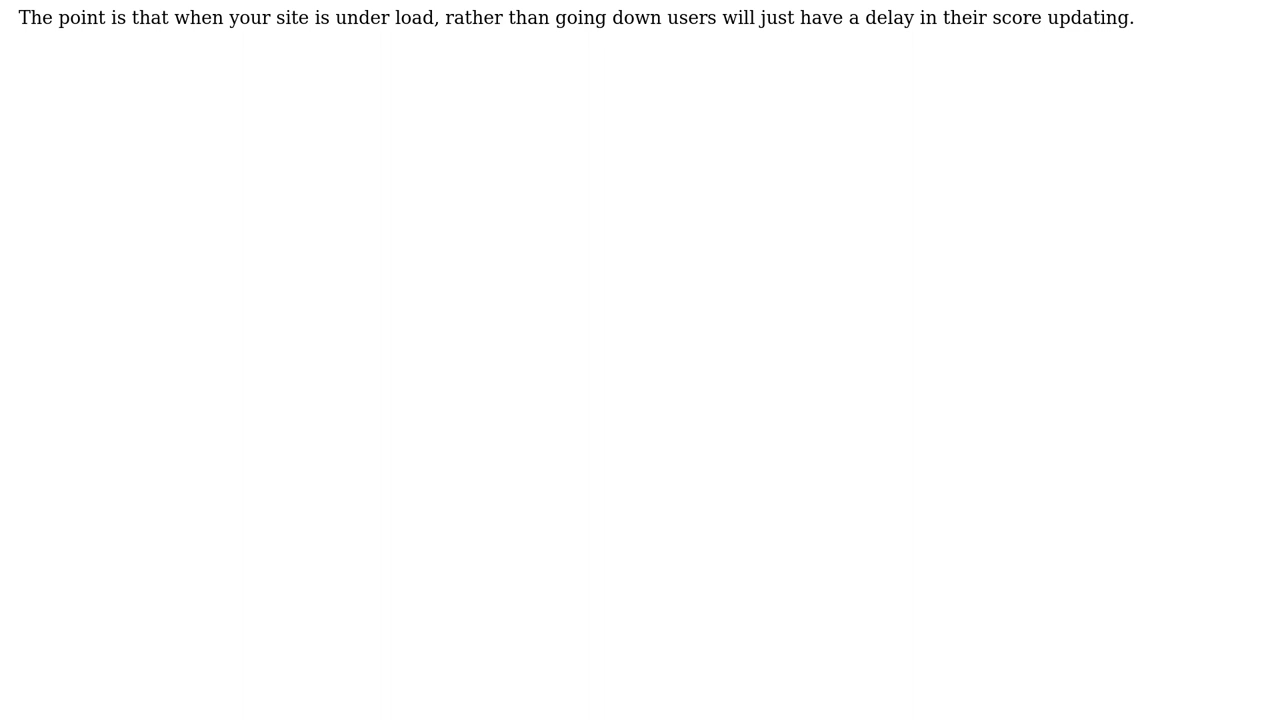 The point is that when your site is under load, rather than going down users will just have a delay in their score updating.